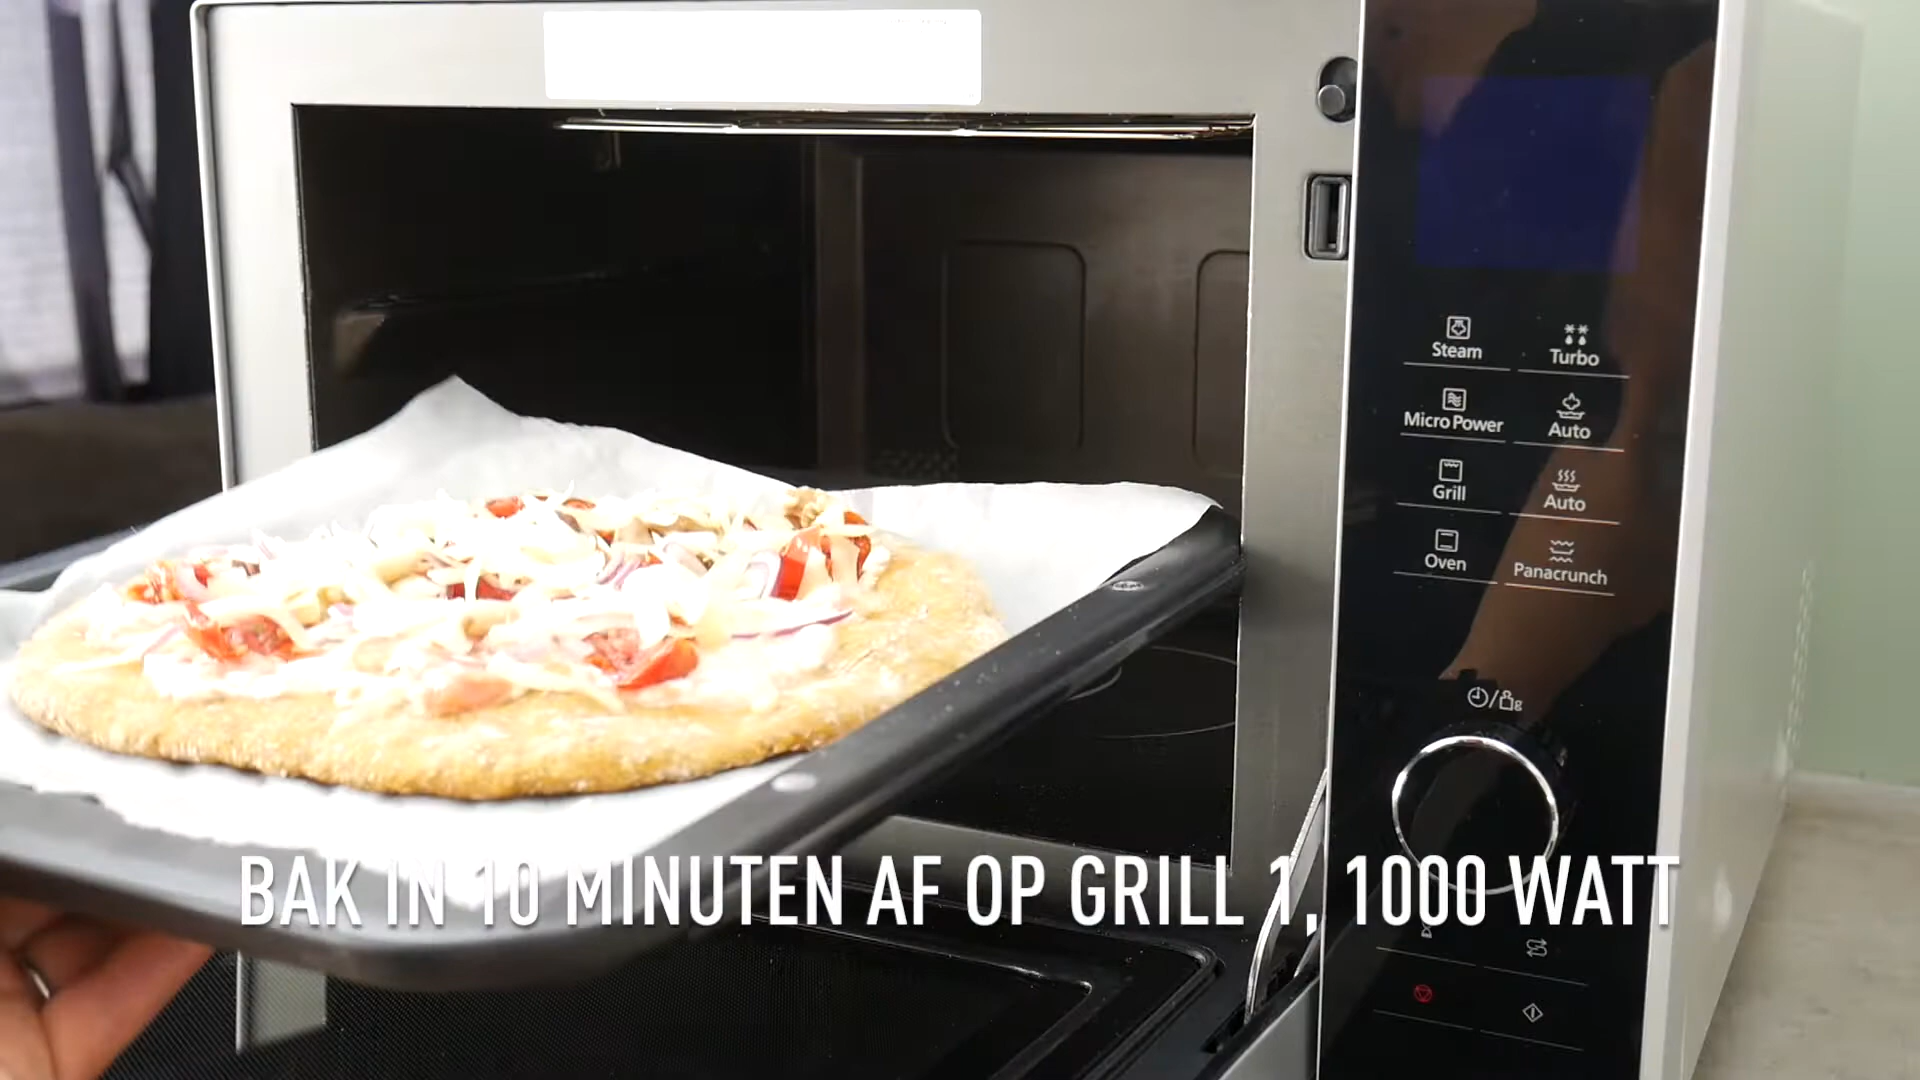 Steam
Turbo
Micro Power
Auto
Grill
Auto
Oven
Panacrunch
g
BAK IN 10 MINUTEN AF OP GRILL 1, 1000 WATT